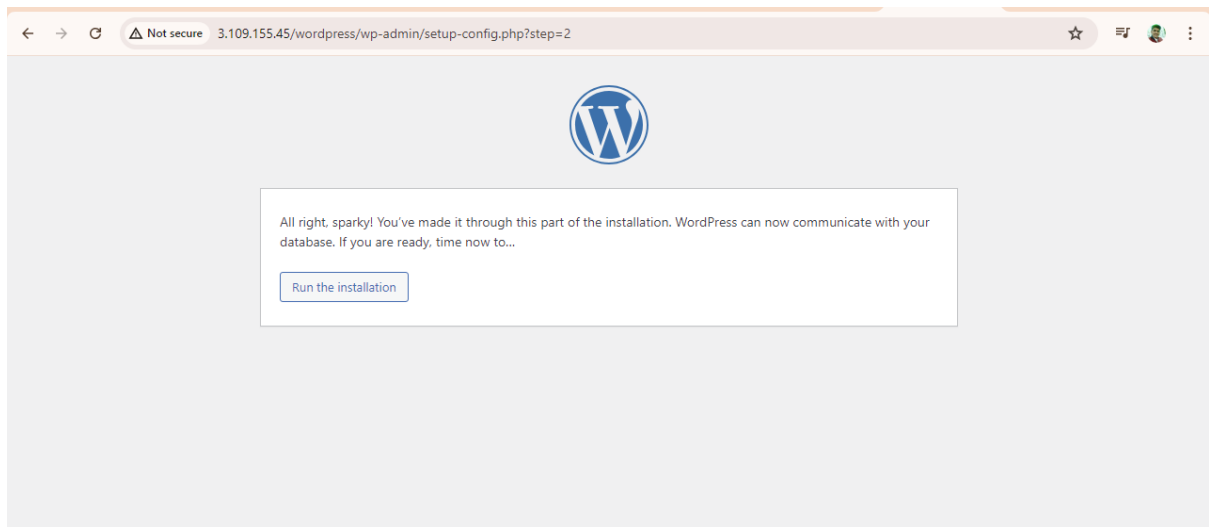 Not secure 3.109.155.45/wordpress/wp-admin/setup-config.php?step=2
All right, sparky! You’ve made it through this part of the installation. WordPress can now communicate with your
database. If you are ready, time now to…
Run the installation